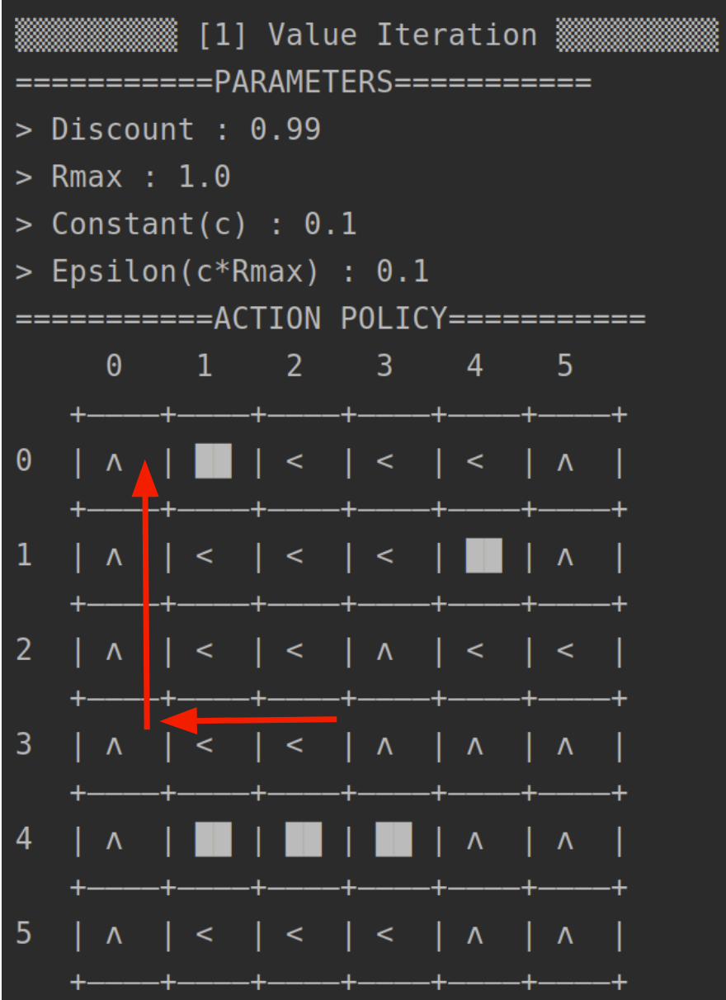 ▒▒▒▒▒▒▒▒▒ [1] Value Iteration ▒▒▒▒▒▒▒▒▒
===========PARAMETERS===========
> Discount : 0.99
> Rmax : 1.0
> Constant(c) : 0.1
> Epsilon(c*Rmax) : 0.1
===========ACTION POLICY===========
0 1 2 3 4 5
+————+————+————+————+————+————+
0 | ʌ | ██ | < | < | < | ʌ |
+————+————+————+————+————+————+
1 | ʌ | < | < | < | ██ | ʌ |
+————+————+————+————+————+————+
2 | ʌ | < | < | ʌ | < | < |
+————+————+————+————+————+————+
3 | ʌ | < | < | ʌ | ʌ | ʌ |
+————+————+————+————+————+————+
4 | ʌ | ██ | ██ | ██ | ʌ | ʌ |
+————+————+————+————+————+————+
5 | ʌ | < | < | < | ʌ | ʌ |
+————+————+————+————+————+————+